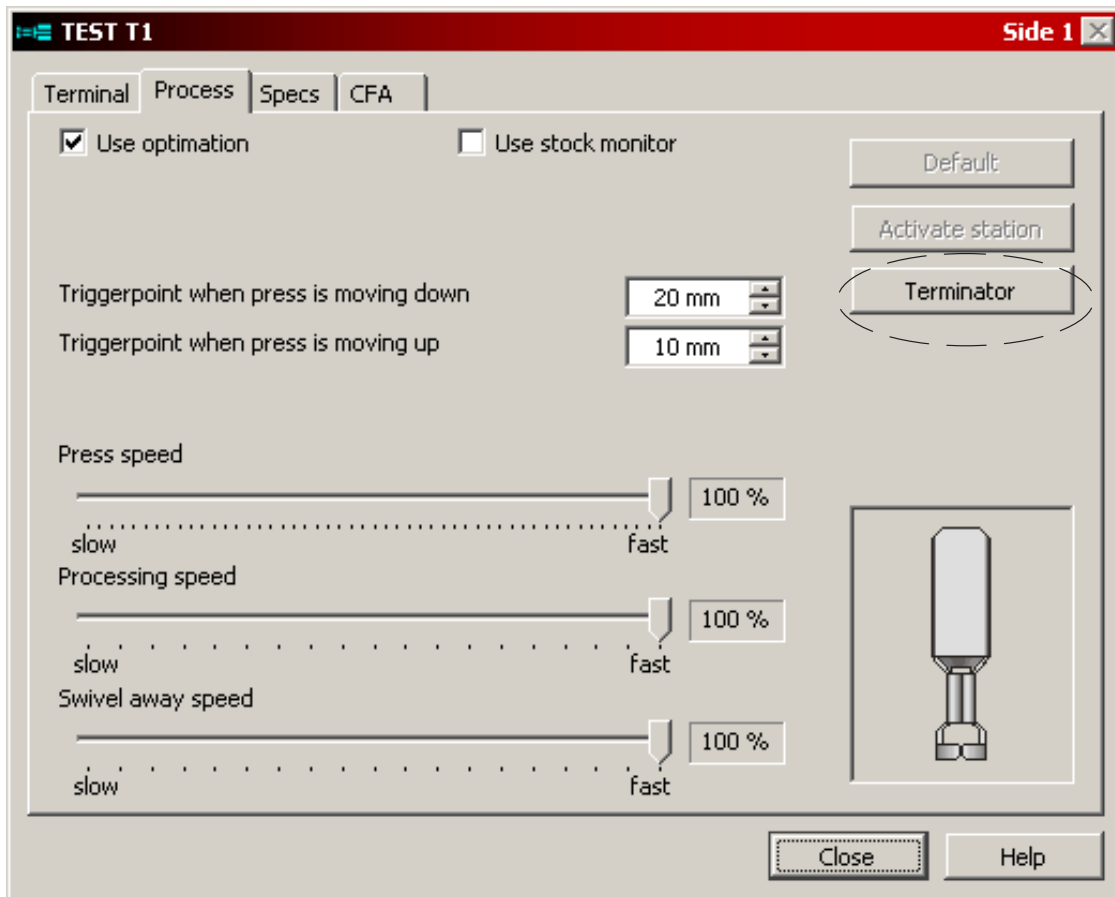 TEST T1 Side 1
Terminal Process Specs CFA
Use optimation Use stock monitor
Default
Activate station
Terminator
Triggerpoint when press is moving down 20 mm
Triggerpoint when press is moving up 10 mm
Press speed
100 %
slow fast
Processing speed
100 %
slow fast
Swivel away speed
100 %
slow fast
Close Help